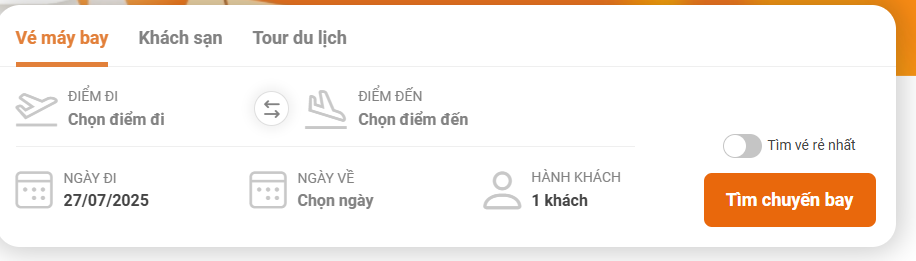 Vé máy bay Khách sạn Tour du lịch
ĐIỂM ĐI
Chọn điểm đi
ĐIỂM ĐẾN
Chọn điểm đến
Tìm vé rẻ nhất
NGÀY ĐI
27/07/2025
NGÀY VỀ
Chọn ngày
HÀNH KHÁCH
1 khách
Tìm chuyến bay